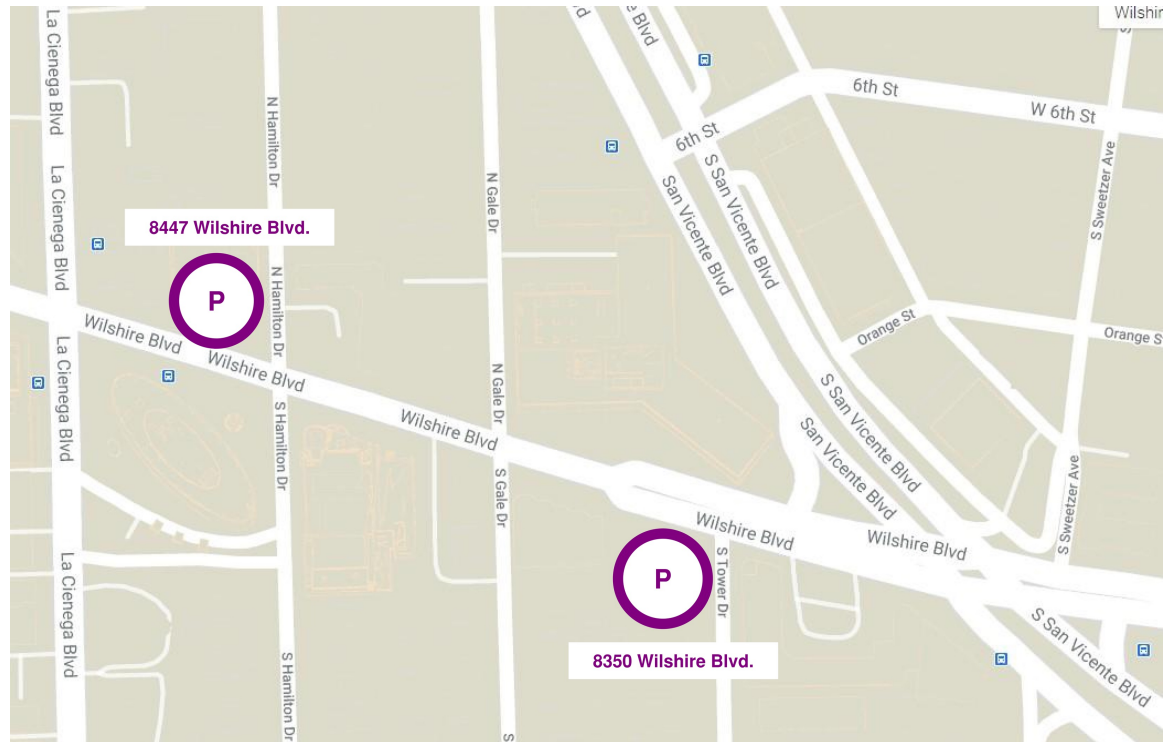 La Cienega Blvd
N Hamilton Dr
Wilshir
6th St
W 6th St
6th St
La Cienega Blvd
N Gale Dr
San Vicente Blvd
S San Vicente Blvd
S Sweetzer Ave
8447 Wilshire Blvd.
P
N Hamilton Dr
Wilshire Blvd
Wilshire Blvd
La Cienega Blvd
Orange St
Orange S
N Gale Dr
S Hamilton Dr
Wilshire Blvd
S San Vicente Blvd
San Vicente Blvd
S Gale Dr
Wilshire Blvd
Wilshire Blvd
S Sweetzer Ave
La Cienega Blvd
P
S Tower Dr
8350 Wilshire Blvd.
S Hamilton Dr
S San Vicente Blvd
S